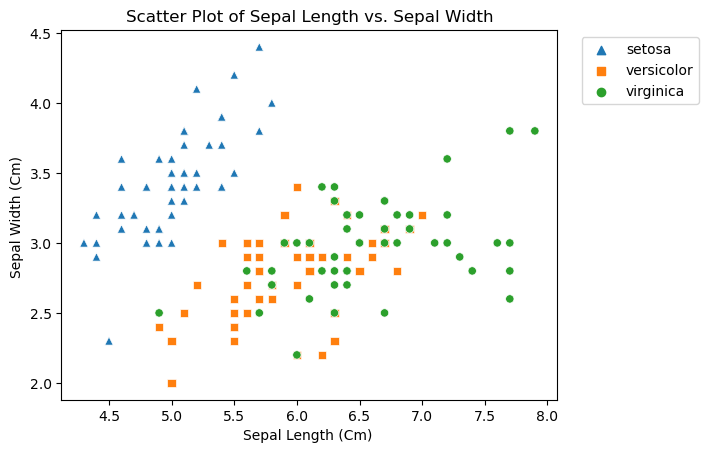 Scatter Plot of Sepal Length vs. Sepal Width
setosa
versicolor
virginica
Sepal Width (Cm)
4.5
4.0
3.5
3.0
2.5
2.0
4.5 5.0 5.5 6.0 6.5 7.0 7.5 8.0
Sepal Length (Cm)